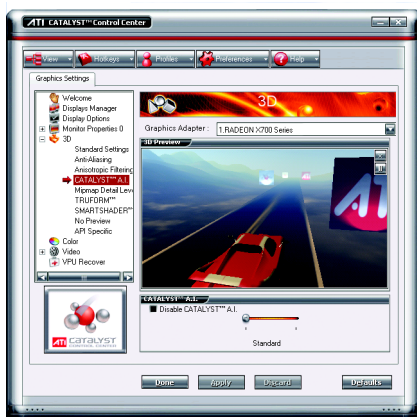 ATI CATALYST™ Control Center
View Hotkeys Profiles Preferences Help
Graphics Settings
Welcome
Displays Manager
Display Options
Monitor Properties 0
3D
Standard Settings
Anti-Aliasing
Anisotropic Filtering
CATALYST™ A.I.
Mipmap Detail Leve
TRUFORM™
SMARTSHADER™
No Preview
API Specific
Color
Video
VPU Recover
3D
Graphics Adapter :
1.RADEON X700 Series
3D Preview
ATI
CATALYST™ A.I.
Disable CATALYST™ A.I.
Standard
ATI CATALYST
CONTROL CENTER
Done Apply Discard Defaults